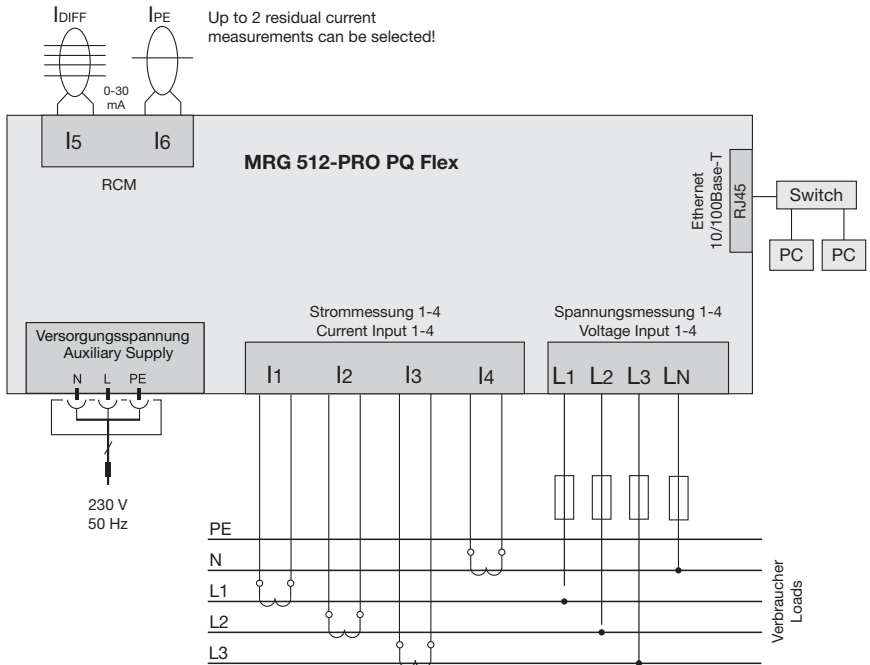 IDIFF
IPE
Up to 2 residual current
measurements can be selected!
0-30
mA
I5
I6
RCM
MRG 512-PRO PQ Flex
Ethernet
10/100Base-T
RJ45
Switch
PC
PC
Versorgungsspannung
Auxiliary Supply
N
L
PE
230 V
50 Hz
Strommessung 1-4
Current Input 1-4
I1
I2
I3
I4
Spannungsmessung 1-4
Voltage Input 1-4
L1
L2
L3
LN
PE
N
L1
L2
L3
Verbraucher
Loads